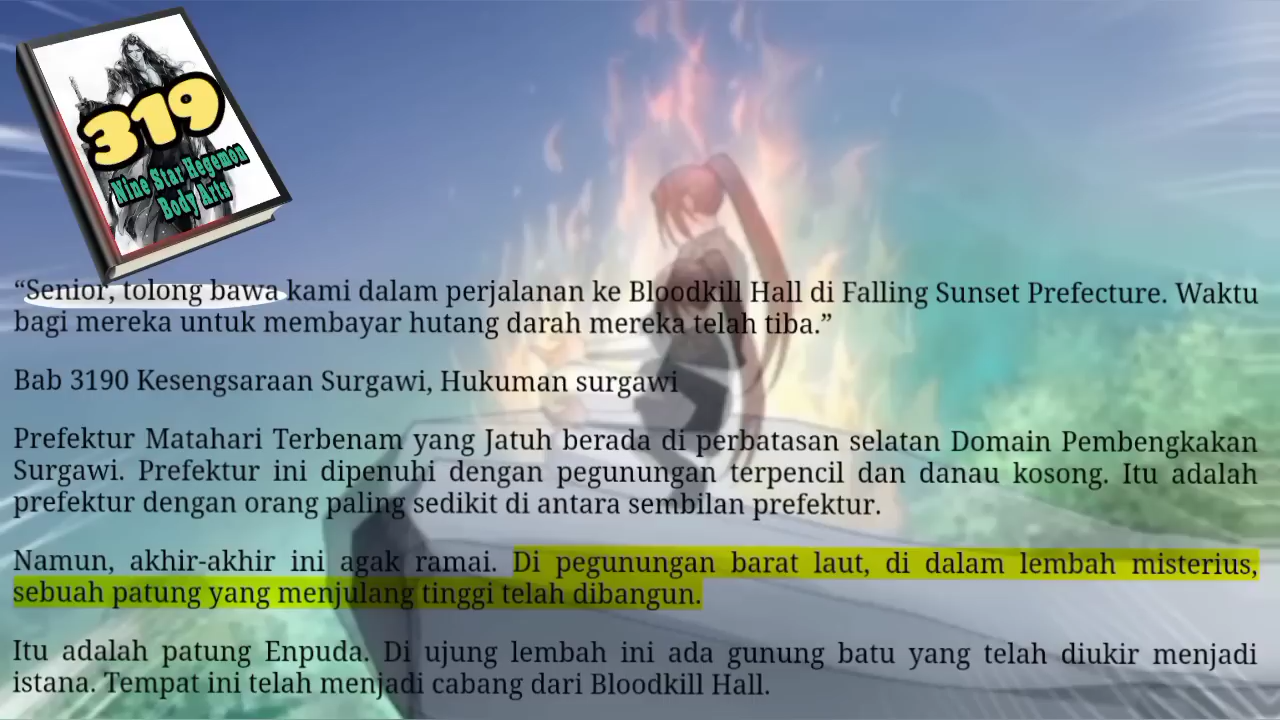 319
Nine Star Hegemon
Body Arts
“Senior, tolong bawa kami dalam perjalanan ke Bloodkill Hall di Falling Sunset Prefecture. Waktu
bagi mereka untuk membayar hutang darah mereka telah tiba.”
Bab 3190 Kesengsaraan Surgawi, Hukuman surgawi
Prefektur Matahari Terbenam yang Jatuh berada di perbatasan selatan Domain Pembengkakan
Surgawi. Prefektur ini dipenuhi dengan pegunungan terpencil dan danau kosong. Itu adalah
prefektur dengan orang paling sedikit di antara sembilan prefektur.
Namun, akhir-akhir ini agak ramai. Di pegunungan barat laut, di dalam lembah misterius,
sebuah patung yang menjulang tinggi telah dibangun.
Itu adalah patung Enpuda. Di ujung lembah ini ada gunung batu yang telah diukir menjadi
istana. Tempat ini telah menjadi cabang dari Bloodkill Hall.